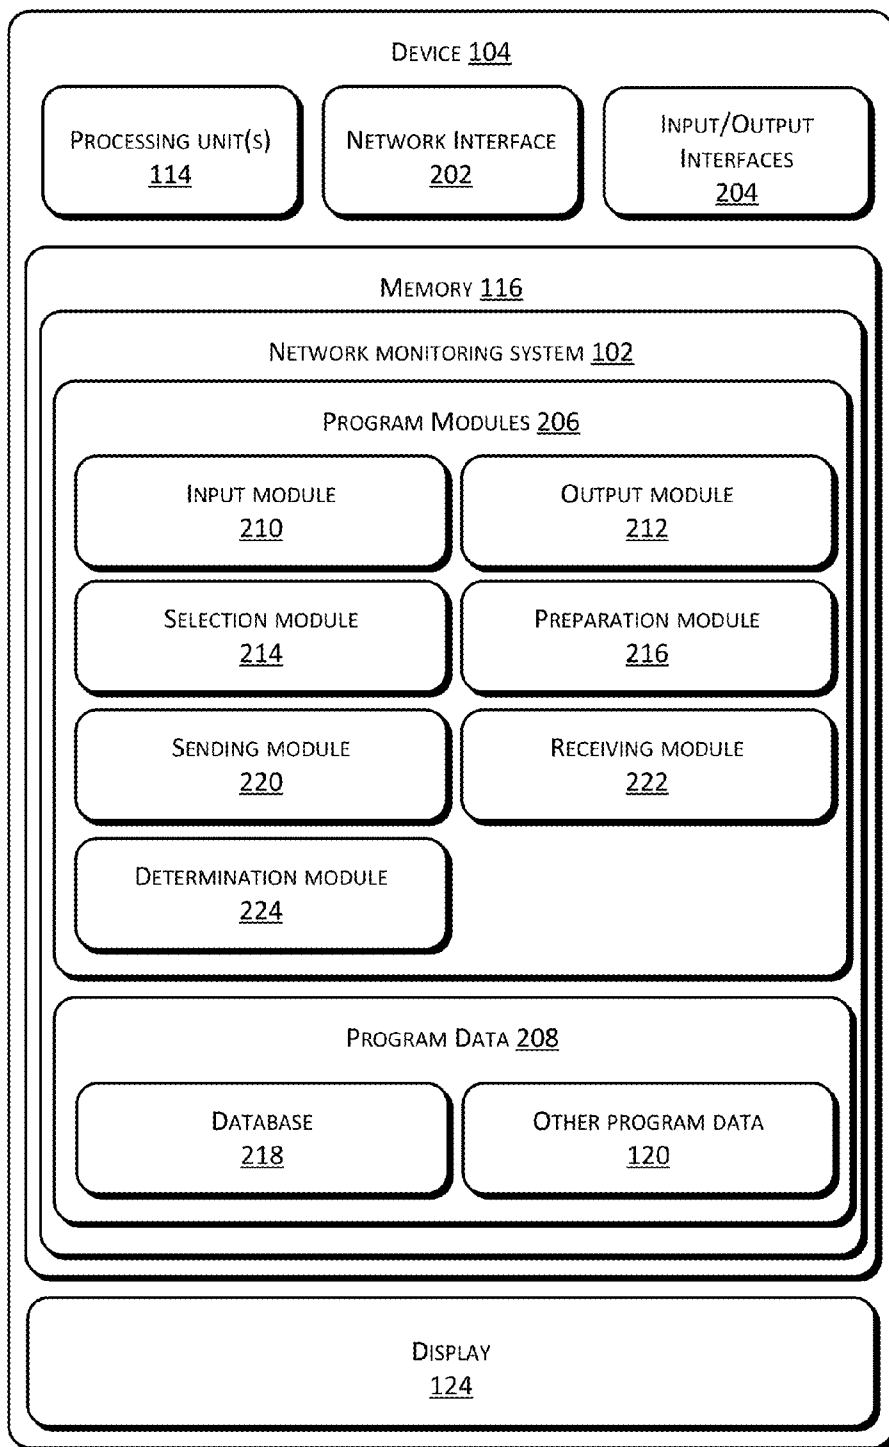 DEVICE 104
PROCESSING UNIT(S)
114
NETWORK INTERFACE
202
INPUT/OUTPUT
INTERFACES
204
MEMORY 116
NETWORK MONITORING SYSTEM 102
PROGRAM MODULES 206
INPUT MODULE
210
OUTPUT MODULE
212
SELECTION MODULE
214
PREPARATION MODULE
216
SENDING MODULE
220
RECEIVING MODULE
222
DETERMINATION MODULE
224
PROGRAM DATA 208
DATABASE
218
OTHER PROGRAM DATA
120
DISPLAY
124